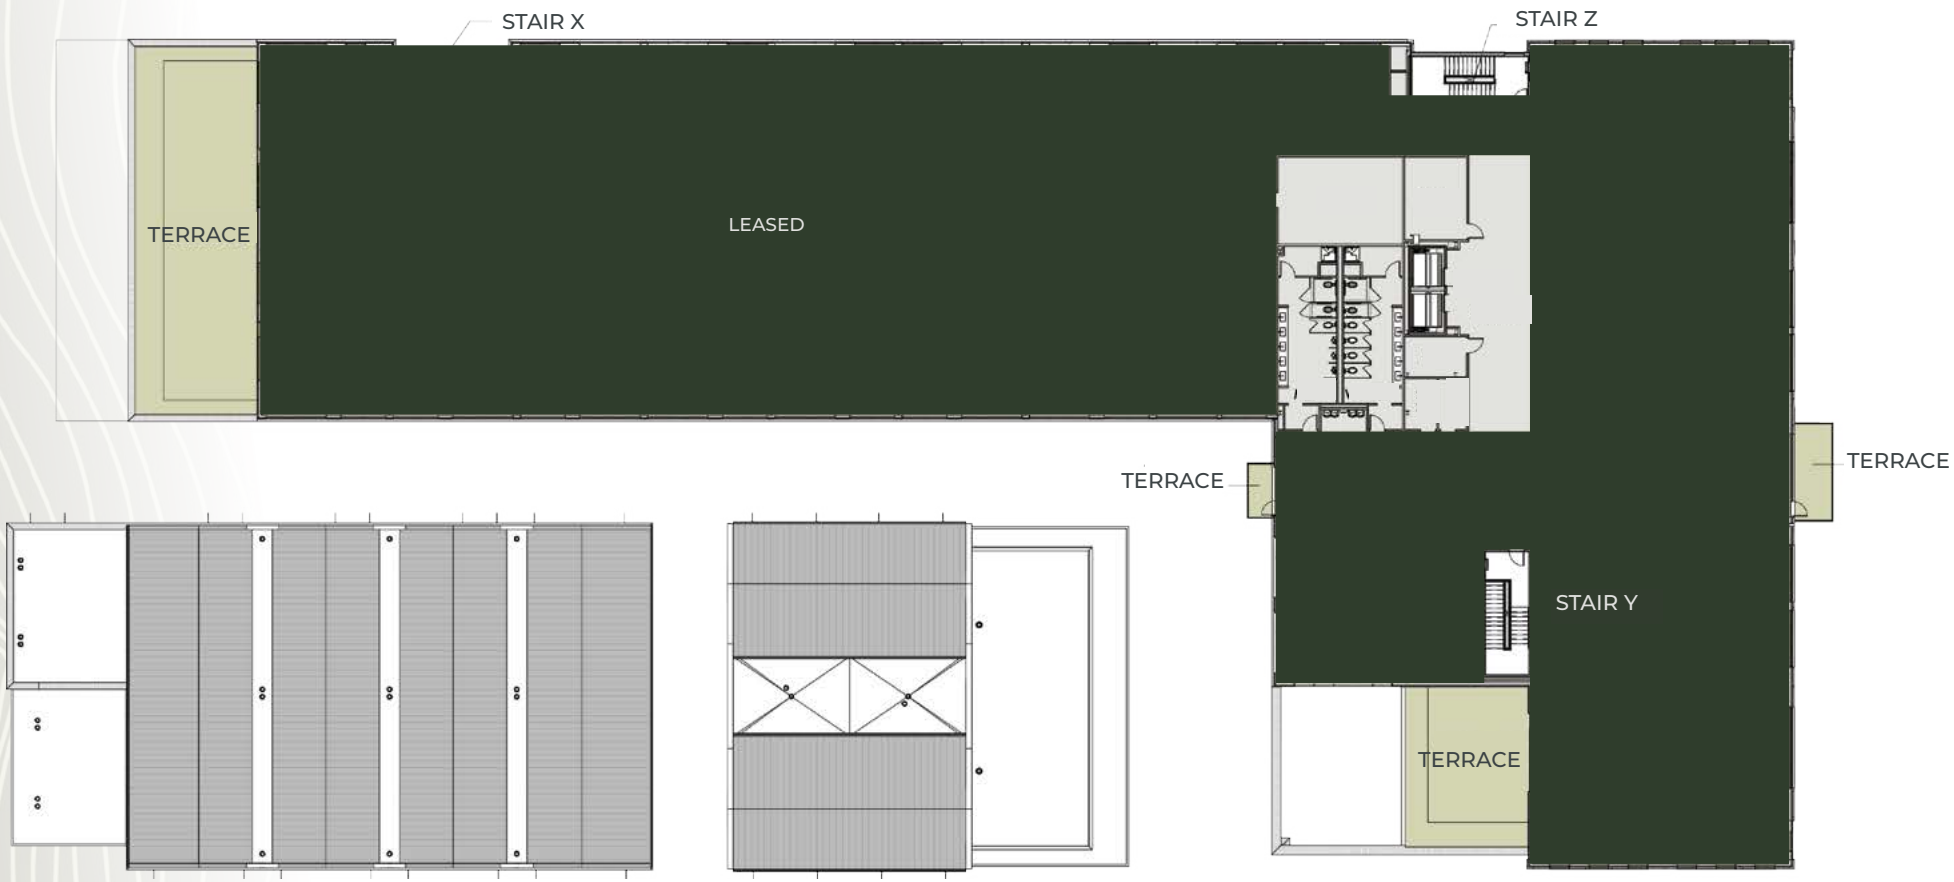 STAIR X
STAIR Z
TERRACE
LEASED
TERRACE
TERRACE
STAIR Y
TERRACE